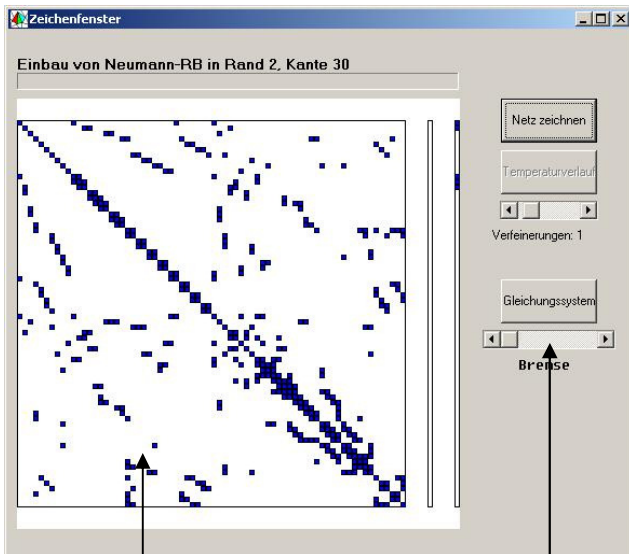 Zeichenfenster
Einbau von Neumann-RB in Rand 2, Kante 30
Netz zeichnen
Temperaturverlauf
Verfeinerungen: 1
Gleichungssystem
Bremse